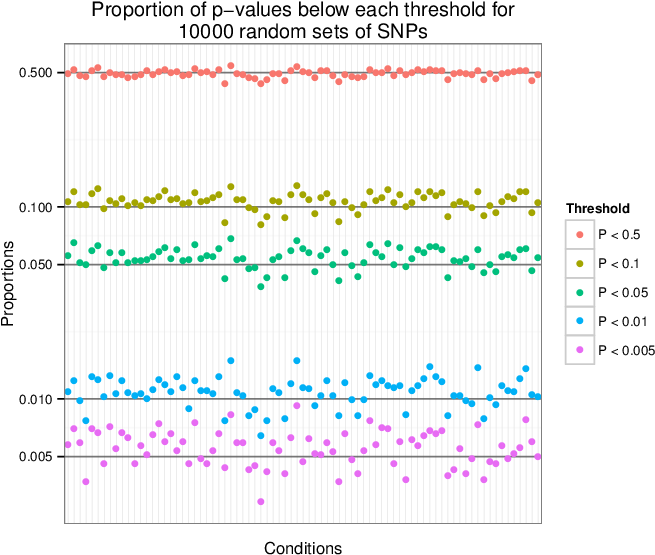 Proportion of p−values below each threshold for
10000 random sets of SNPs
0.500
0.100
0.050
0.010
0.005
Proportions
Conditions
Threshold
P < 0.5
P < 0.1
P < 0.05
P < 0.01
P < 0.005